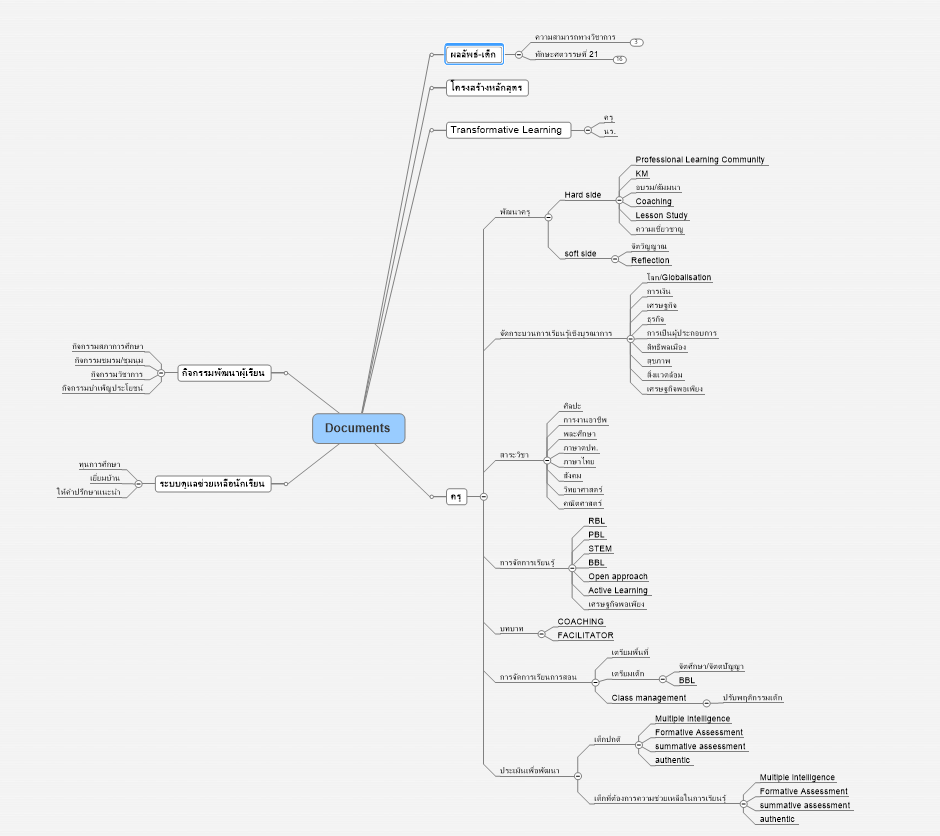 ผลลัพธ์-เด็ก
ความสามารถทางวิชาการ
3
ทักษะศตวรรษที่ 21
โครงสร้างหลักสูตร
Transformative Learning
ครู
นร.
กิจกรรมพัฒนาผู้เรียน
กิจกรรมสภาการศึกษา
กิจกรรมชมรม/ชุมนุม
กิจกรรมวิชาการ
กิจกรรมบำเพ็ญประโยชน์
Documents
ระบบดูแลช่วยเหลือนักเรียน
ทุนการศึกษา
เยี่ยมบ้าน
ให้คำปรึกษาแนะนำ
ครู
พัฒนาครู
Hard side
Professional Learning Community
KM
อบรม/สัมมนา
Coaching
Lesson Study
ความเชี่ยวชาญ
soft side
จิตวิญญาณ
Reflection
จัดกระบวนการเรียนรู้เชิงบูรณาการ
โลก/Globalisation
การเงิน
เศรษฐกิจ
ธุรกิจ
การเป็นผู้ประกอบการ
สิทธิพลเมือง
สุขภาพ
สิ่งแวดล้อม
เศรษฐกิจพอเพียง
สาระวิชา
ศิลปะ
การงานอาชีพ
พละศึกษา
ภาษาตปท.
ภาษาไทย
สังคม
วิทยาศาสตร์
คณิตศาสตร์
การจัดการเรียนรู้
RBL
PBL
STEM
BBL
Open approach
Active Learning
เศรษฐกิจพอเพียง
บทบาท
COACHING
FACILITATOR
การจัดการเรียนการสอน
เตรียมพื้นที่
เตรียมเด็ก
จิตศึกษา/จิตตปัญญา
BBL
Class management
ปรับพฤติกรรมเด็ก
ประเมินเพื่อพัฒนา
เด็กปกติ
Multiple intelligence
Formative Assessment
summative assessment
authentic
เด็กที่ต้องการความช่วยเหลือในการเรียนรู้
Multiple intelligence
Formative Assessment
summative assessment
authentic